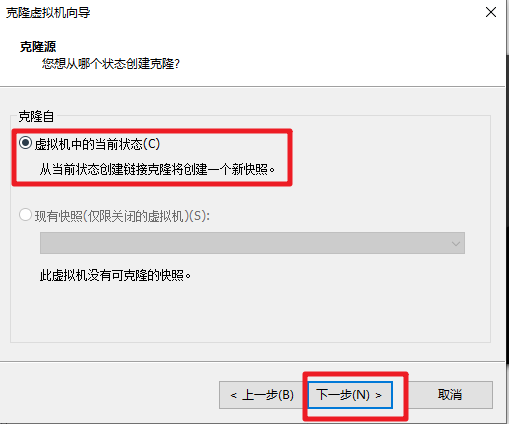 克隆虚拟机向导
克隆源
您想从哪个状态创建克隆?
克隆自
虚拟机中的当前状态(C)
从当前状态创建链接克隆将创建一个新快照。
现有快照(仅限关闭的虚拟机)(S):
此虚拟机没有可克隆的快照。
< 上一步(B) 下一步(N) > 取消